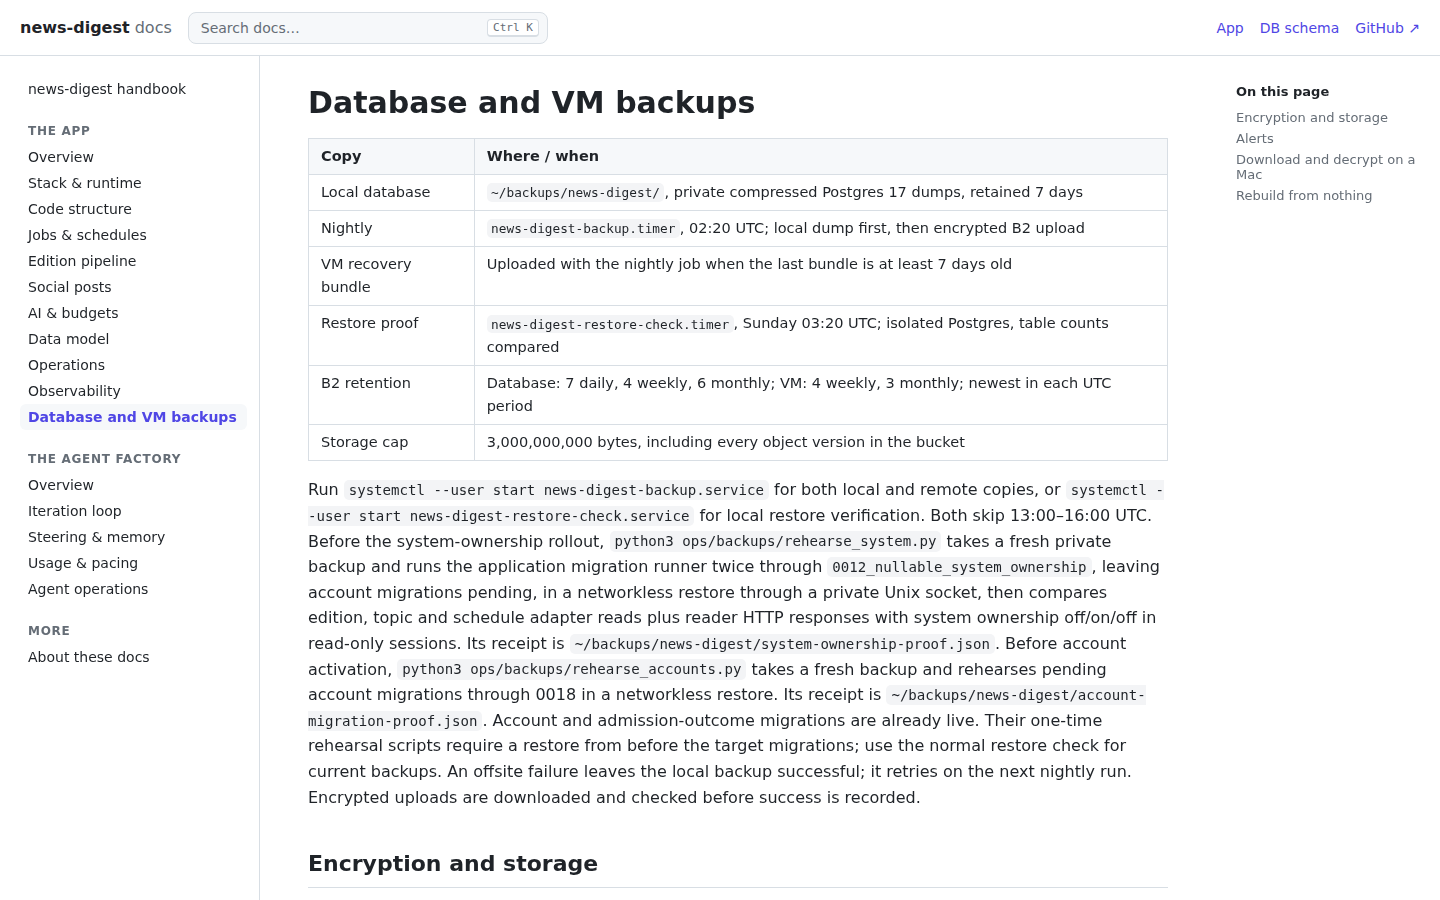 news-digest docs
Search docs...
Ctrl K
App
DB schema
GitHub ↗
news-digest handbook
THE APP
Overview
Stack & runtime
Code structure
Jobs & schedules
Edition pipeline
Social posts
AI & budgets
Data model
Operations
Observability
Database and VM backups
THE AGENT FACTORY
Overview
Iteration loop
Steering & memory
Usage & pacing
Agent operations
MORE
About these docs
Database and VM backups
Copy
Where / when
Local database
~/backups/news-digest/, private compressed Postgres 17 dumps, retained 7 days
Nightly
news-digest-backup.timer, 02:20 UTC; local dump first, then encrypted B2 upload
VM recovery
bundle
Uploaded with the nightly job when the last bundle is at least 7 days old
Restore proof
news-digest-restore-check.timer, Sunday 03:20 UTC; isolated Postgres, table counts
compared
B2 retention
Database: 7 daily, 4 weekly, 6 monthly; VM: 4 weekly, 3 monthly; newest in each UTC
period
Storage cap
3,000,000,000 bytes, including every object version in the bucket
Run systemctl --user start news-digest-backup.service for both local and remote copies, or systemctl -
-user start news-digest-restore-check.service for local restore verification. Both skip 13:00–16:00 UTC.
Before the system-ownership rollout, python3 ops/backups/rehearse_system.py takes a fresh private
backup and runs the application migration runner twice through 0012_nullable_system_ownership, leaving
account migrations pending, in a networkless restore through a private Unix socket, then compares
edition, topic and schedule adapter reads plus reader HTTP responses with system ownership off/on/off in
read-only sessions. Its receipt is ~/backups/news-digest/system-ownership-proof.json. Before account
activation, python3 ops/backups/rehearse_accounts.py takes a fresh backup and rehearses pending
account migrations through 0018 in a networkless restore. Its receipt is ~/backups/news-digest/account-
migration-proof.json. Account and admission-outcome migrations are already live. Their one-time
rehearsal scripts require a restore from before the target migrations; use the normal restore check for
current backups. An offsite failure leaves the local backup successful; it retries on the next nightly run.
Encrypted uploads are downloaded and checked before success is recorded.
Encryption and storage
On this page
Encryption and storage
Alerts
Download and decrypt on a
Mac
Rebuild from nothing